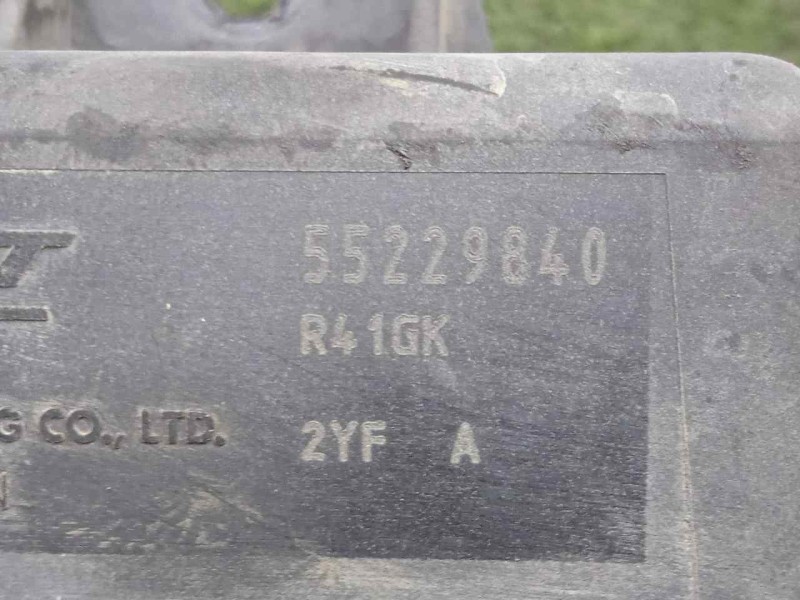 55229840
R41GK
G CO., LTD.
2YF A